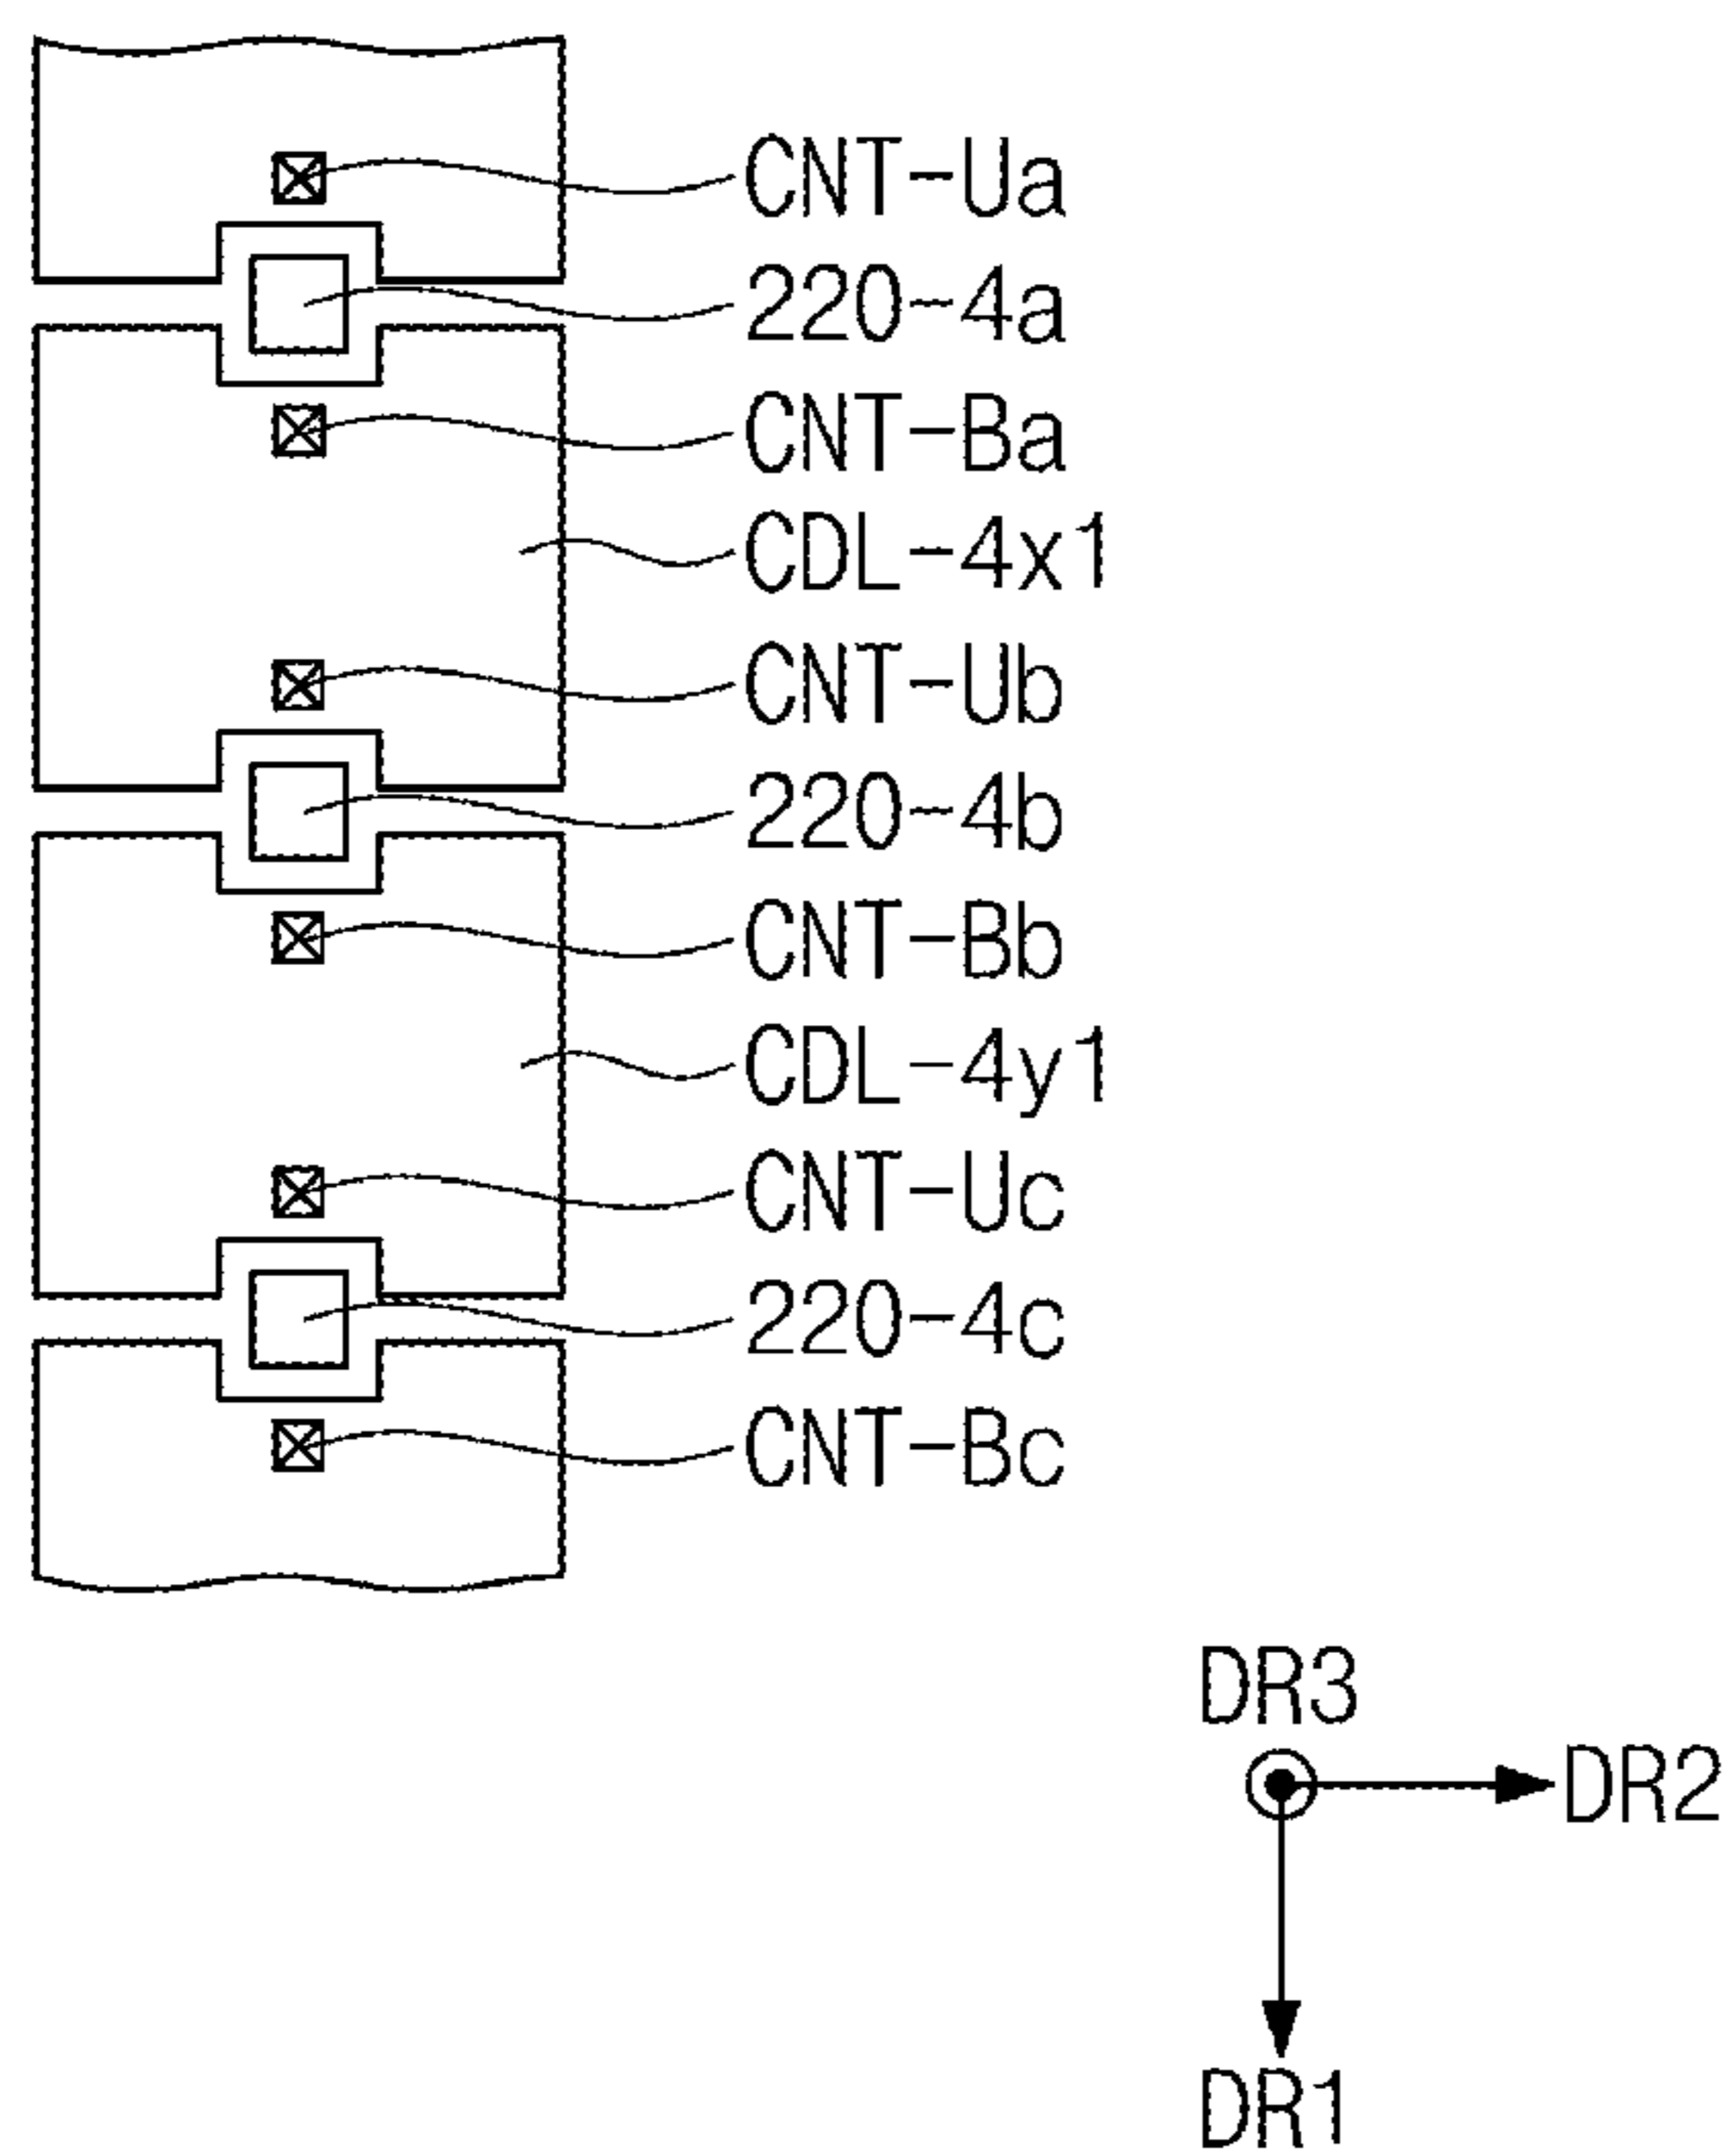 CNT-Ua
220-4a
CNT-Ba
CDL-4x1
CNT-Ub
220-4b
CNT-Bb
CDL-4y1
CNT-Uc
220-4c
CNT-Bc
DR3
DR2
DR1